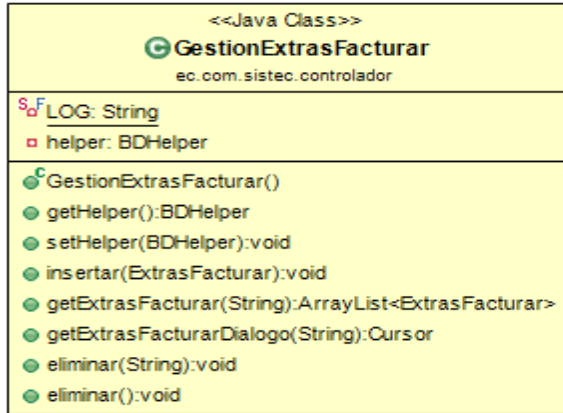 <<Java Class>>
C GestionExtrasFacturar
ec.com.sistec.controlador
S F LOG: String
helper: BDHelper
C GestionExtrasFacturar()
getHelper():BDHelper
setHelper(BDHelper):void
insertar(ExtrasFacturar):void
getExtrasFacturar(String):ArrayList<ExtrasFacturar>
getExtrasFacturarDialogo(String):Cursor
eliminar(String):void
eliminar():void